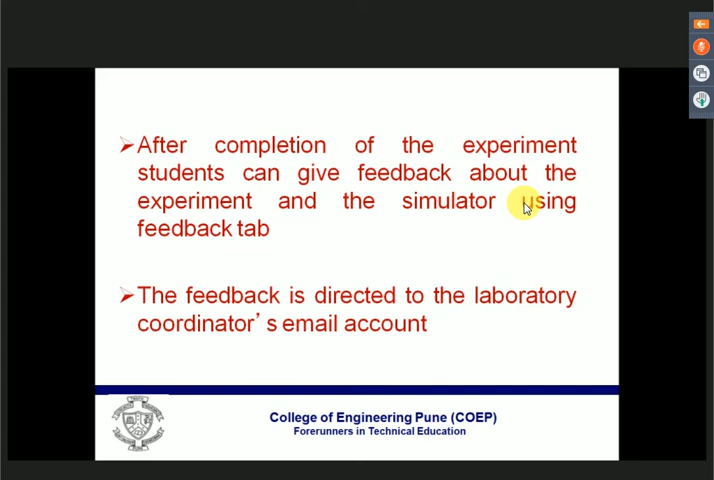 ➢After completion of the experiment
students can give feedback about the
experiment and the simulator using
feedback tab
➢The feedback is directed to the laboratory
coordinator’s email account
College of Engineering Pune (COEP)
Forerunners in Technical Education